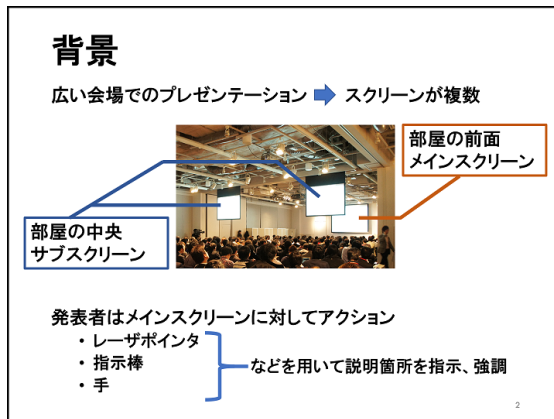 背景
広い会場でのプレゼンテーション スクリーンが複数
部屋の前面
メインスクリーン
部屋の中央
サブスクリーン
発表者はメインスクリーンに対してアクション
・レーザポインタ
・指示棒
・手
などを用いて説明箇所を指示、強調
2